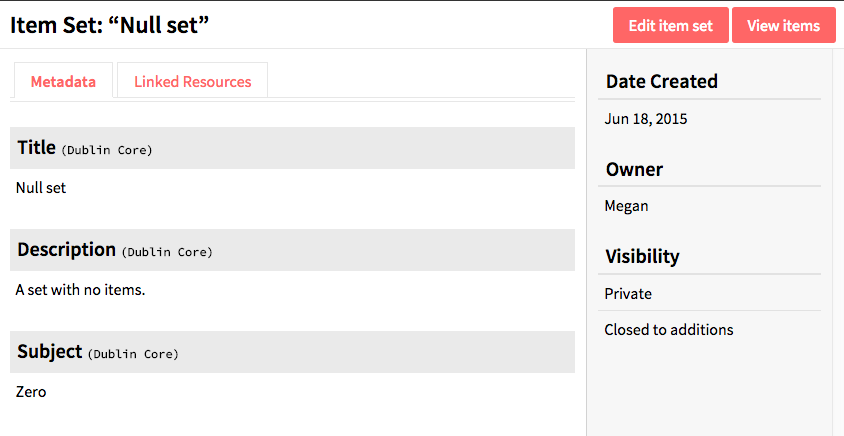 Item Set: “Null set”
Edit item set
View items
Metadata
Linked Resources
Title (Dublin Core)
Null set
Description (Dublin Core)
A set with no items.
Subject (Dublin Core)
Zero
Date Created
Jun 18, 2015
Owner
Megan
Visibility
Private
Closed to additions